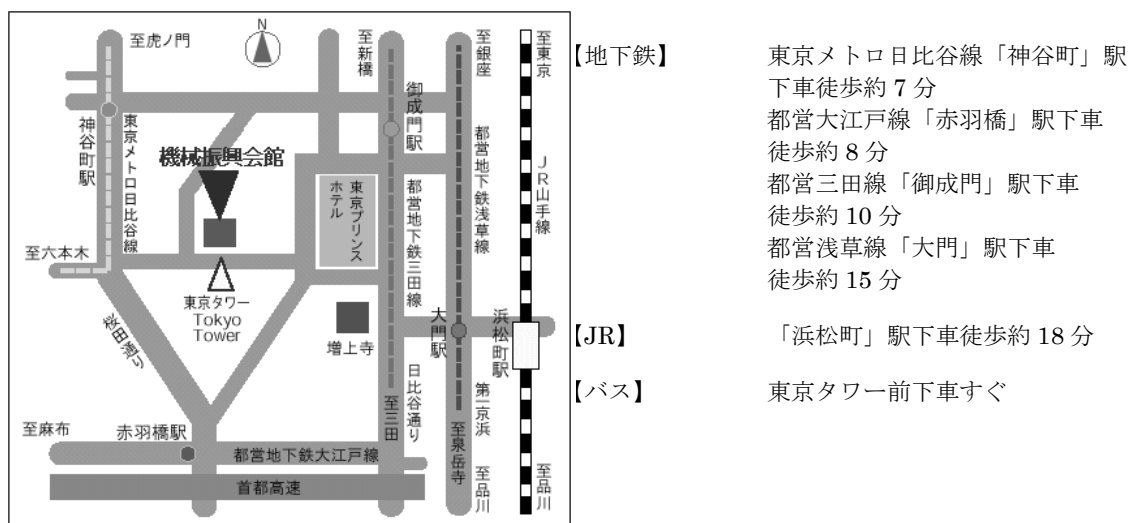 至虎ノ門
N
至新橋
至銀座
至東京
御成門駅
神谷町駅
東京メトロ日比谷線
機械振興会館
東京プリンス
ホテル
都営地下鉄三田線
都営地下鉄浅草線
JR山手線
至六本木
東京タワー
Tokyo
Tower
桜田通り
増上寺
大門駅
浜松町駅
日比谷通り
第一京浜
至三田
至泉岳寺
至麻布
赤羽橋駅
都営地下鉄大江戸線
首都高速
至品川
至品川
【地下鉄】 東京メトロ日比谷線「神谷町」駅
下車徒歩約 7 分
都営大江戸線「赤羽橋」駅下車
徒歩約 8 分
都営三田線「御成門」駅下車
徒歩約 10 分
都営浅草線「大門」駅下車
徒歩約 15 分
【JR】 「浜松町」駅下車徒歩約 18 分
【バス】 東京タワー前下車すぐ